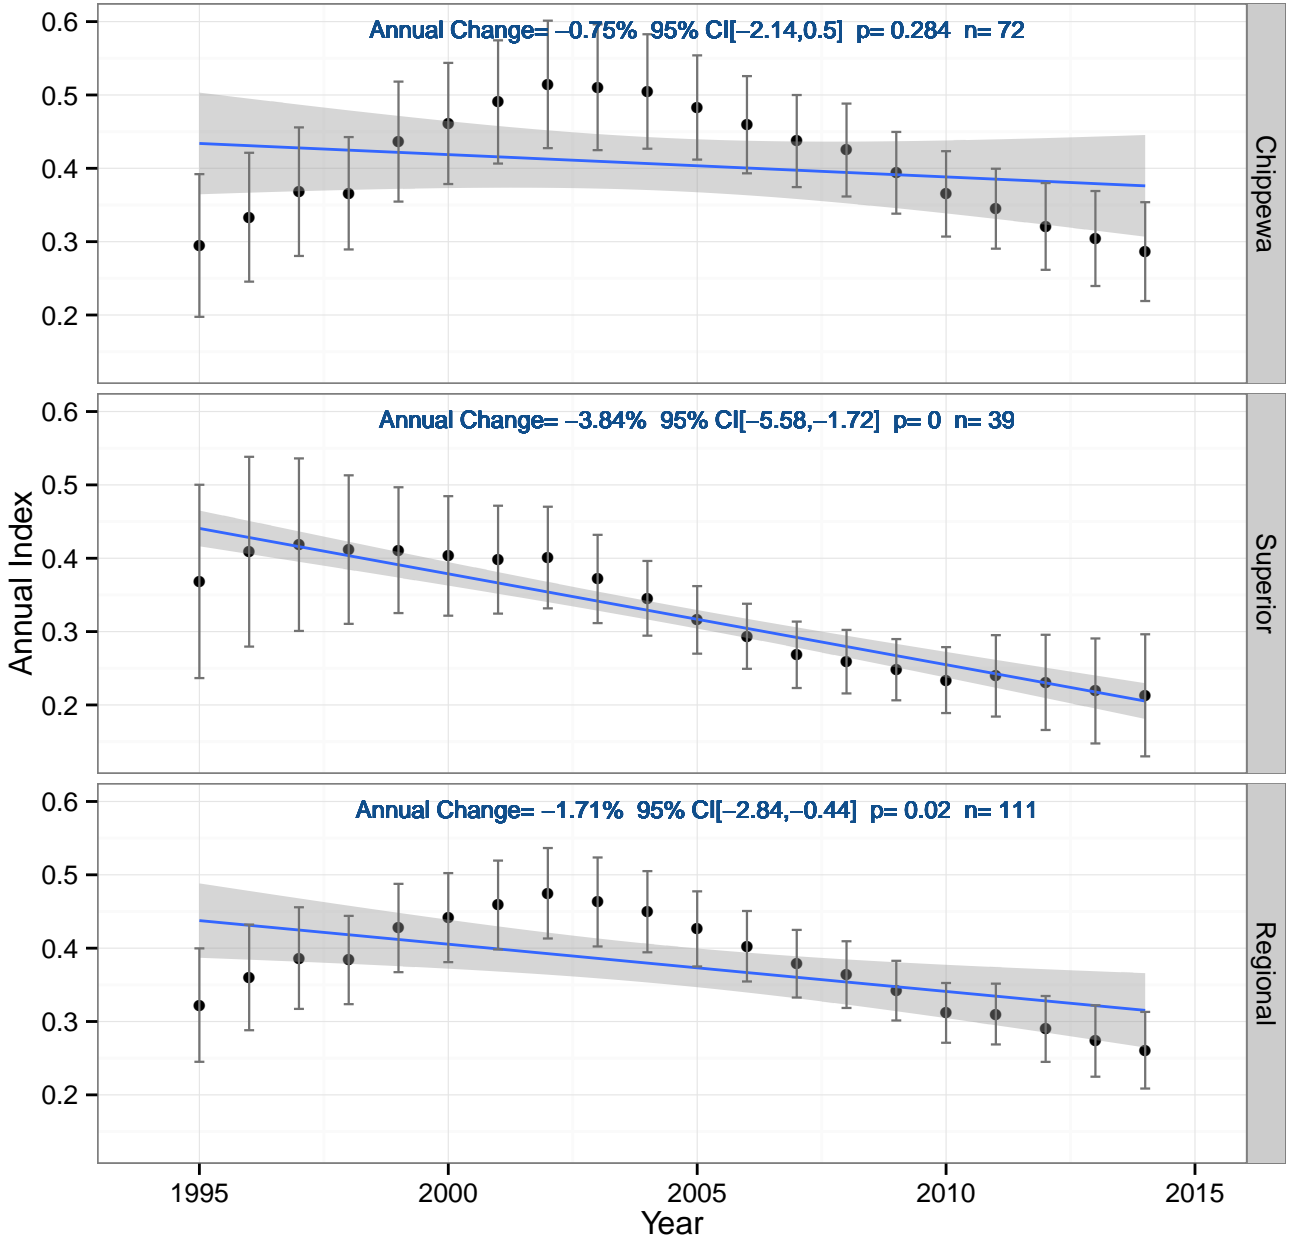 Annual Change= −0.75%  95% CI[−2.14,0.5]  p= 0.284  n= 72
0.6
0.5
0.4
0.3
0.2
Chippewa
Annual Change= −3.84%  95% CI[−5.58,−1.72]  p= 0  n= 39
0.6
0.5
0.4
0.3
0.2
Superior
Annual Index
Annual Change= −1.71%  95% CI[−2.84,−0.44]  p= 0.02  n= 111
0.6
0.5
0.4
0.3
0.2
Regional
1995 2000 2005 2010 2015
Year